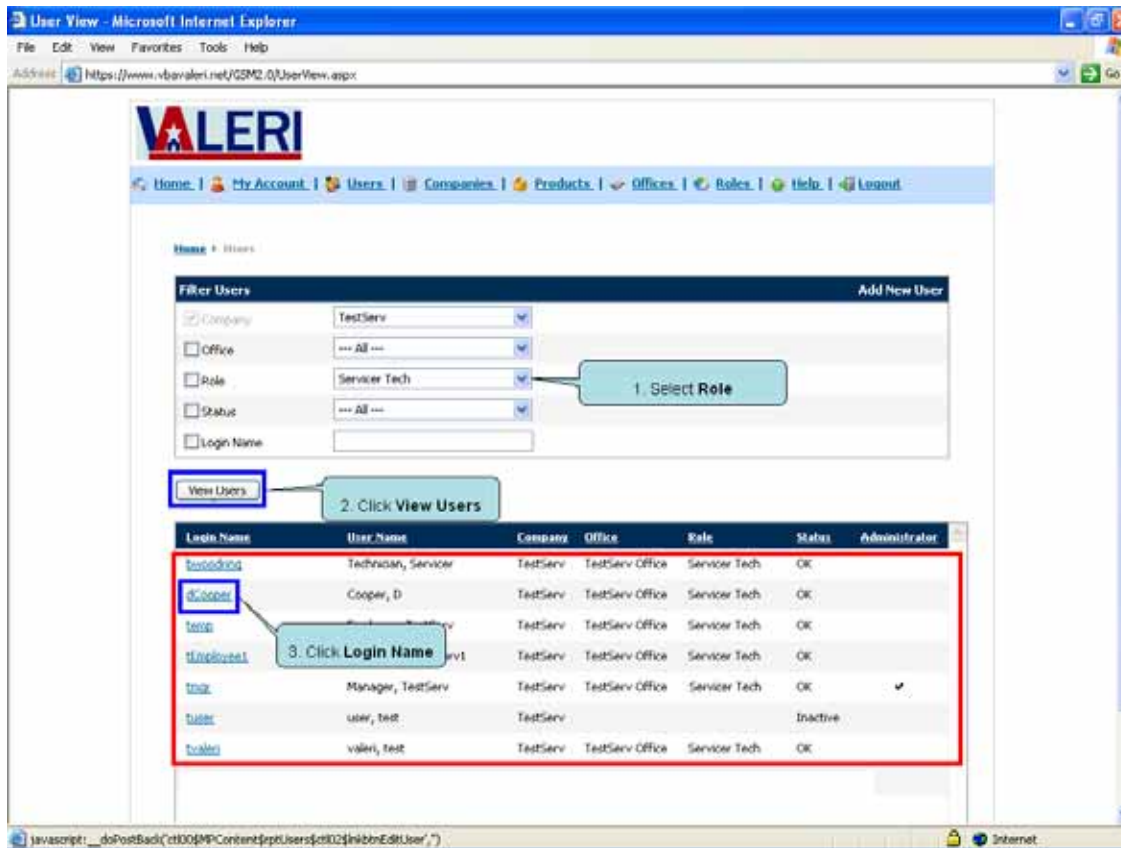 User View - Microsoft Internet Explorer
File Edit View Favorites Tools Help
Address https://www.vbavaleri.net/GSM2.0/UserView.aspx Go
VALERI
Home | My Account | Users | Companies | Products | Offices | Roles | Help | Logout
Home Users
Filter Users Add New User
Company TestServ
Office --- All ---
Role Servicer Tech
1. Select Role
Status --- All ---
Login Name
View Users
2. Click View Users
Login Name User Name Company Office Role Status Administrator
twoodring Technician, Servicer TestServ TestServ Office Servicer Tech OK
dCooper Cooper, D TestServ TestServ Office Servicer Tech OK
temp TestServ TestServ Office Servicer Tech OK
3. Click Login Name
tEmployee1 rv1 TestServ TestServ Office Servicer Tech OK
tmgr Manager, TestServ TestServ TestServ Office Servicer Tech OK ✔
tuser user, test TestServ Inactive
tvaleri valeri, test TestServ TestServ Office Servicer Tech OK
javascript:__doPostBack('ctl00$MPContent$rptUsers$ctl02$lnkbtnEditUser','') Internet